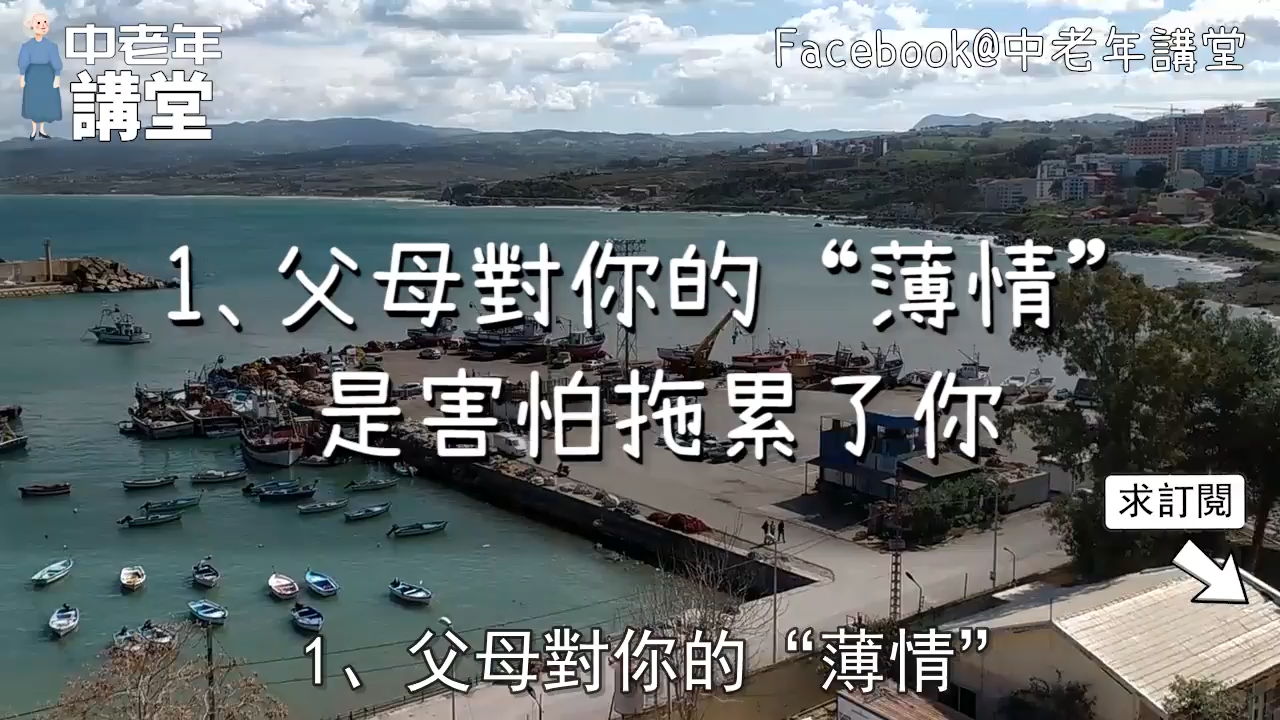 中老年
講堂
Facebook@中老年講堂
1、父母對你的“薄情”
是害怕拖累了你
求訂閱
1、父母對你的“薄情”